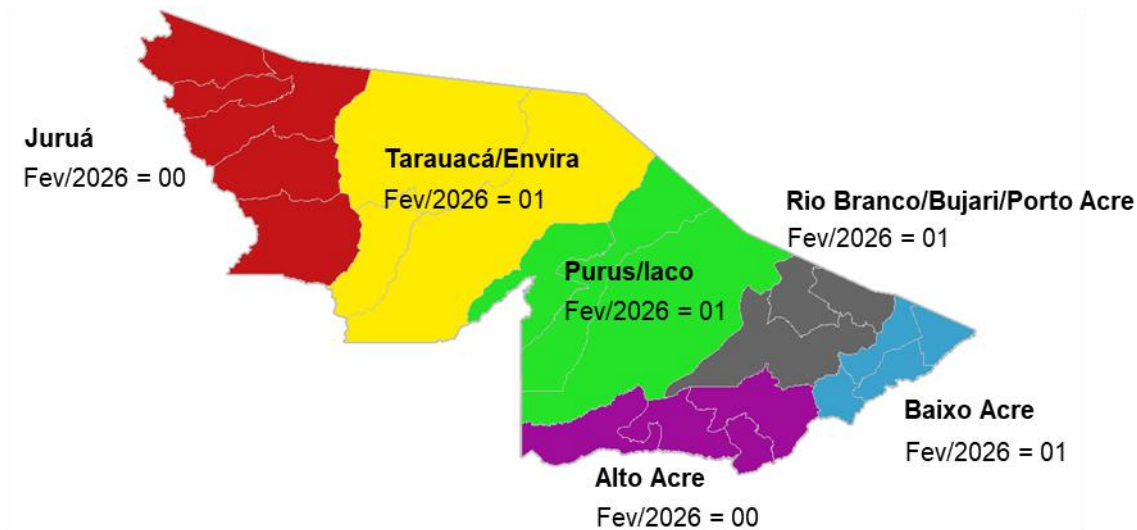 Juruá
Fev/2026 = 00
Tarauacá/Envira
Fev/2026 = 01
Rio Branco/Bujari/Porto Acre
Fev/2026 = 01
Purus/Iaco
Fev/2026 = 01
Baixo Acre
Fev/2026 = 01
Alto Acre
Fev/2026 = 00